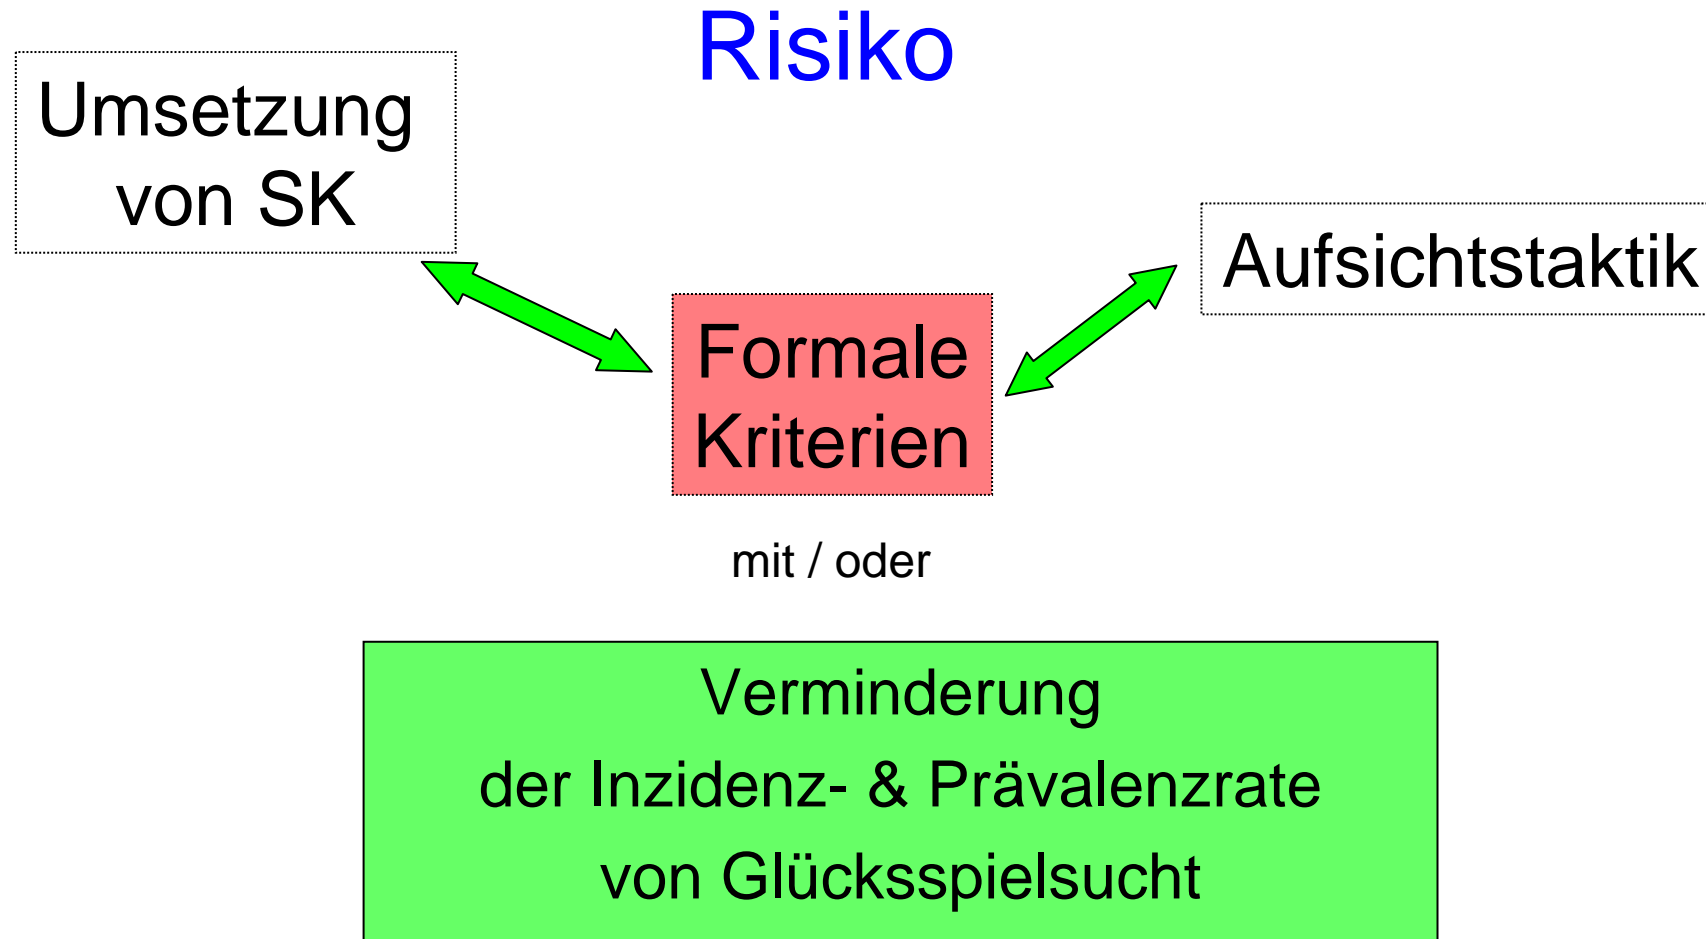 Risiko
Umsetzung
von SK
Aufsichtstaktik
Formale
Kriterien
mit / oder
Verminderung
der Inzidenz- & Prävalenzrate
von Glücksspielsucht